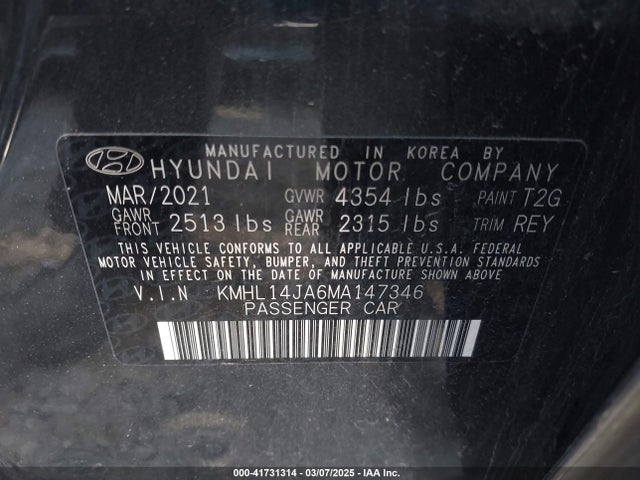 MANUFACTURED IN KOREA BY
HYUNDAI MOTOR COMPANY
MAR/2021 GVWR 4354 lbs PAINT T2G
GAWR FRONT 2513 lbs GAWR REAR 2315 lbs TRIM REY
THIS VEHICLE CONFORMS TO ALL APPLICABLE U.S.A. FEDERAL
MOTOR VEHICLE SAFETY, BUMPER, AND THEFT PREVENTION STANDARDS
IN EFFECT ON THE DATE OF MANUFACTURE SHOWN ABOVE
V.I.N KMHL14JA6MA147346
PASSENGER CAR
000-41731314 - 03/07/2025 - IAA Inc.